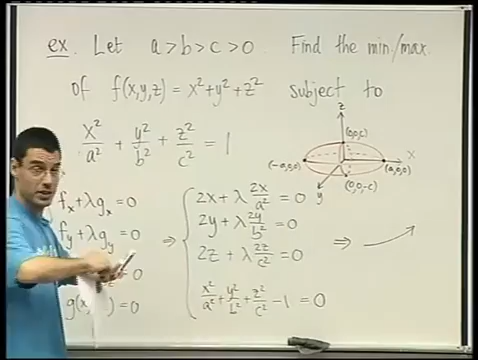 ex. Let a > b > c > 0. Find the min./max.
of f(x,y,z) = x² + y² + z² subject to
x²/a² + y²/b² + z²/c² = 1
z
(0,0,c)
x
(-a,0,0)
(a,0,0)
y
(0,0,-c)
fx + λgx = 0
fy + λgy = 0
= 0
g(x, ) = 0
⇒
2x + λ 2x/a² = 0
2y + λ 2y/b² = 0
2z + λ 2z/c² = 0
x²/a² + y²/b² + z²/c² - 1 = 0
⇒